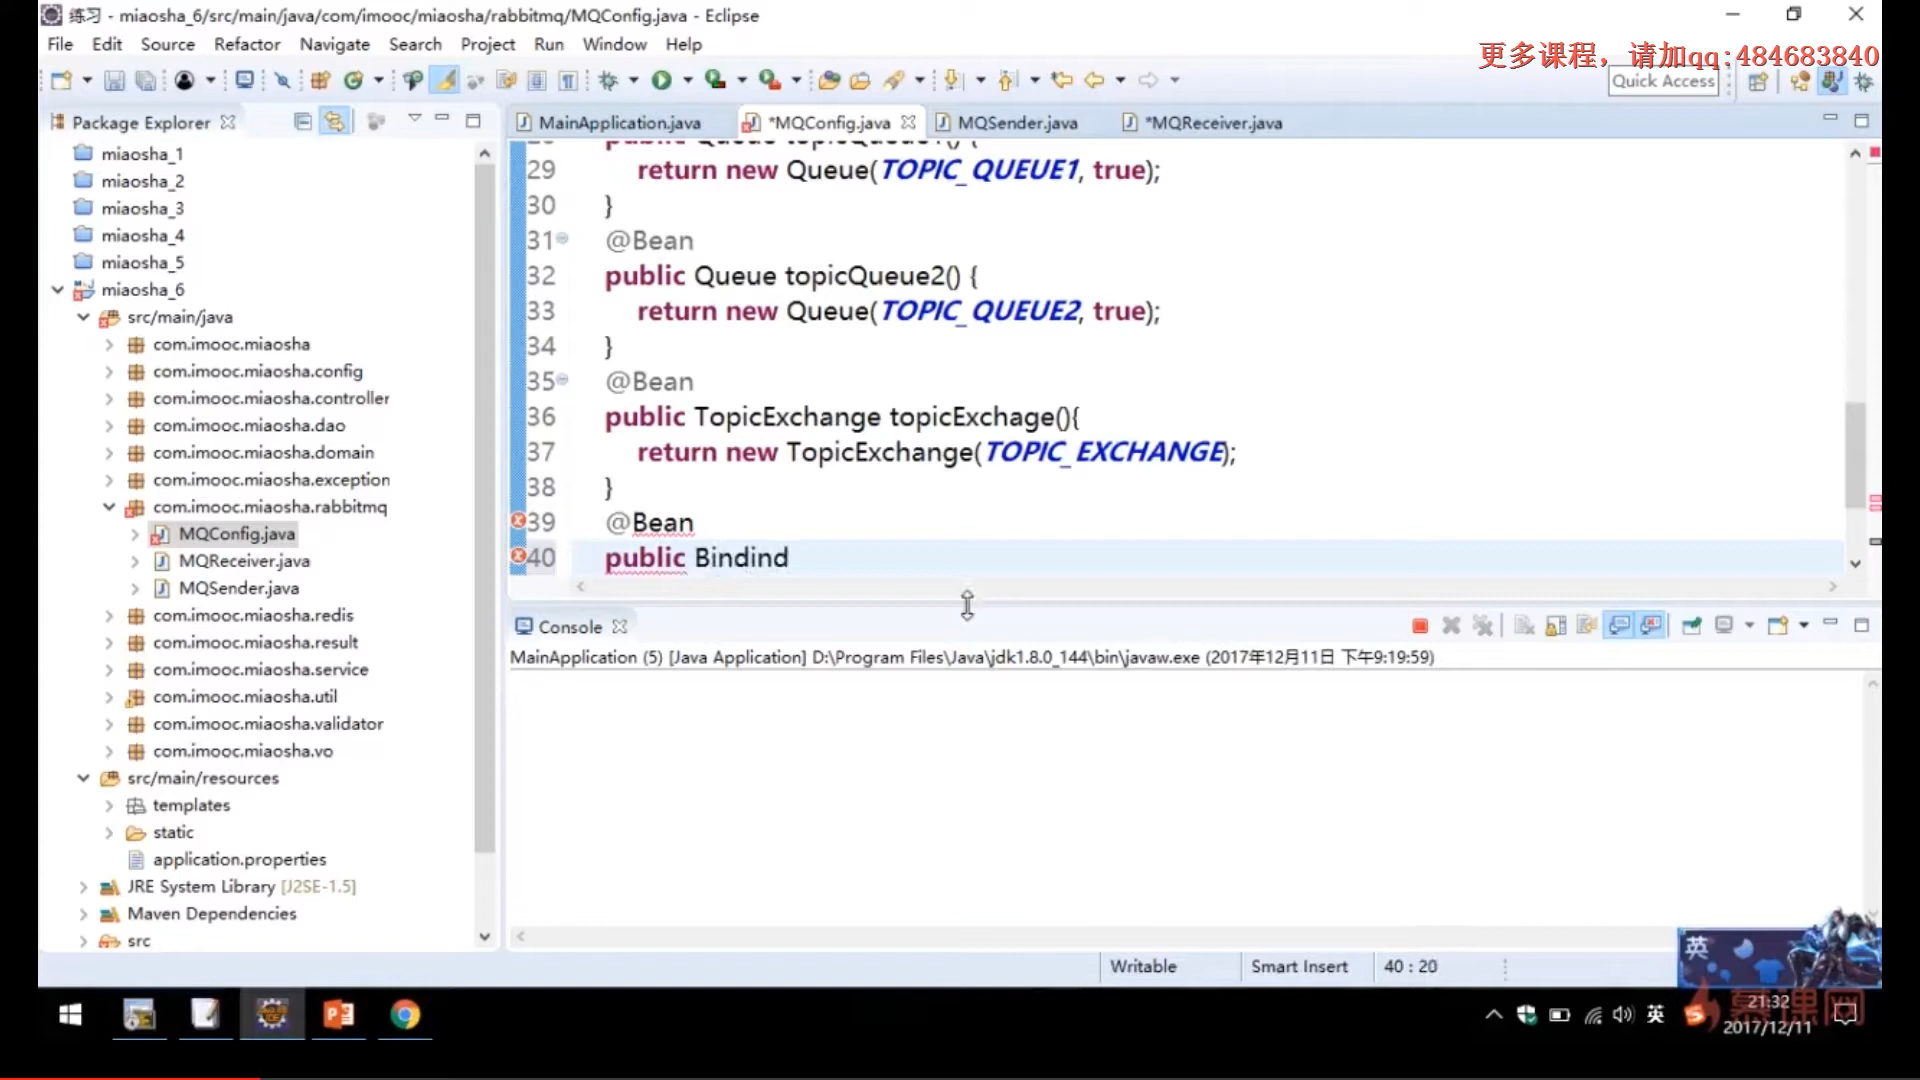 练习 - miaosha_6/src/main/java/com/imooc/miaosha/rabbitmq/MQConfig.java - Eclipse
File Edit Source Refactor Navigate Search Project Run Window Help
更多课程，请加qq:484683840
Quick Access
Package Explorer
MainApplication.java *MQConfig.java MQSender.java *MQReceiver.java
miaosha_1
miaosha_2
miaosha_3
miaosha_4
miaosha_5
miaosha_6
src/main/java
com.imooc.miaosha
com.imooc.miaosha.config
com.imooc.miaosha.controller
com.imooc.miaosha.dao
com.imooc.miaosha.domain
com.imooc.miaosha.exception
com.imooc.miaosha.rabbitmq
MQConfig.java
MQReceiver.java
MQSender.java
com.imooc.miaosha.redis
com.imooc.miaosha.result
com.imooc.miaosha.service
com.imooc.miaosha.util
com.imooc.miaosha.validator
com.imooc.miaosha.vo
src/main/resources
templates
static
application.properties
JRE System Library [J2SE-1.5]
Maven Dependencies
src
29 return new Queue(TOPIC_QUEUE1, true);
30 }
31 @Bean
32 public Queue topicQueue2() {
33 return new Queue(TOPIC_QUEUE2, true);
34 }
35 @Bean
36 public TopicExchange topicExchage(){
37 return new TopicExchange(TOPIC_EXCHANGE);
38 }
39 @Bean
40 public Bindind
Console
MainApplication (5) [Java Application] D:\Program Files\Java\jdk1.8.0_144\bin\javaw.exe (2017年12月11日 下午9:19:59)
Writable Smart Insert 40 : 20
英
英
21:32
2017/12/11
慕课网